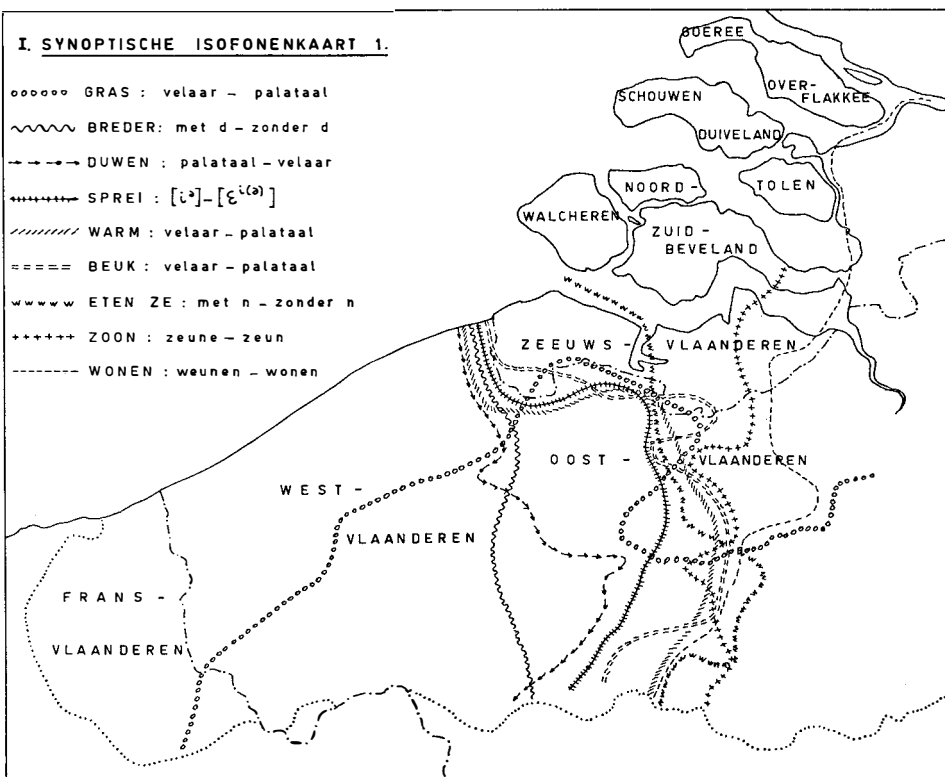 I. SYNOPTISCHE ISOFONENKAART 1.
GRAS : velaar – palataal
BREDER: met d – zonder d
DUWEN : palataal – velaar
SPREI : [iᵊ] – [ɛⁱ⁽ᵊ⁾]
WARM : velaar – palataal
BEUK : velaar – palataal
ETEN ZE : met n – zonder n
ZOON : zeune – zeun
WONEN : weunen – wonen
GOEREE
OVER-
FLAKKEE
SCHOUWEN
DUIVELAND
NOORD-
TOLEN
WALCHEREN
ZUID-
BEVELAND
ZEEUWS - VLAANDEREN
OOST - VLAANDEREN
WEST-
VLAANDEREN
FRANS-
VLAANDEREN